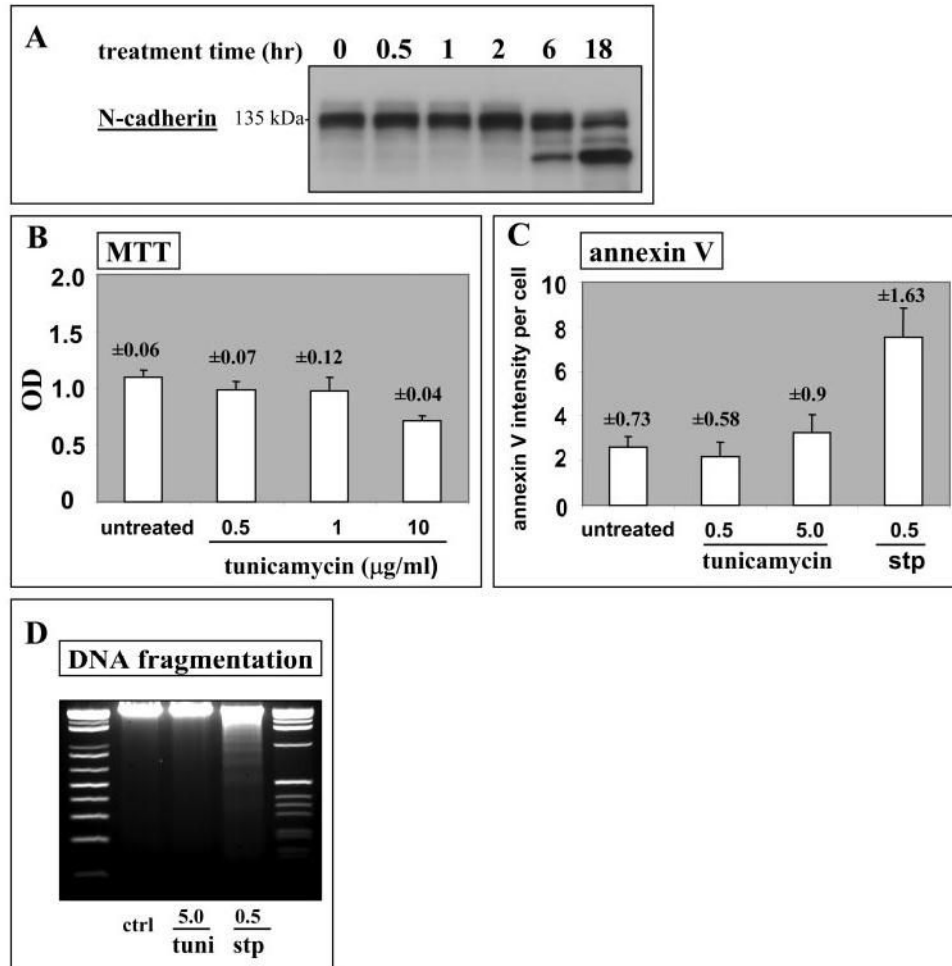 A
treatment time (hr) 0 0.5 1 2 6 18
N-cadherin 135 kDa-
B
MTT
2.0
1.5
1.0
0.5
0
OD
±0.06
±0.07
±0.12
±0.04
untreated 0.5 1 10
tunicamycin (µg/ml)
C
annexin V
10
8
6
4
2
0
annexin V intensity per cell
±0.73
±0.58
±0.9
±1.63
untreated 0.5 5.0 0.5
tunicamycin stp
D
DNA fragmentation
ctrl 5.0 0.5
tuni stp